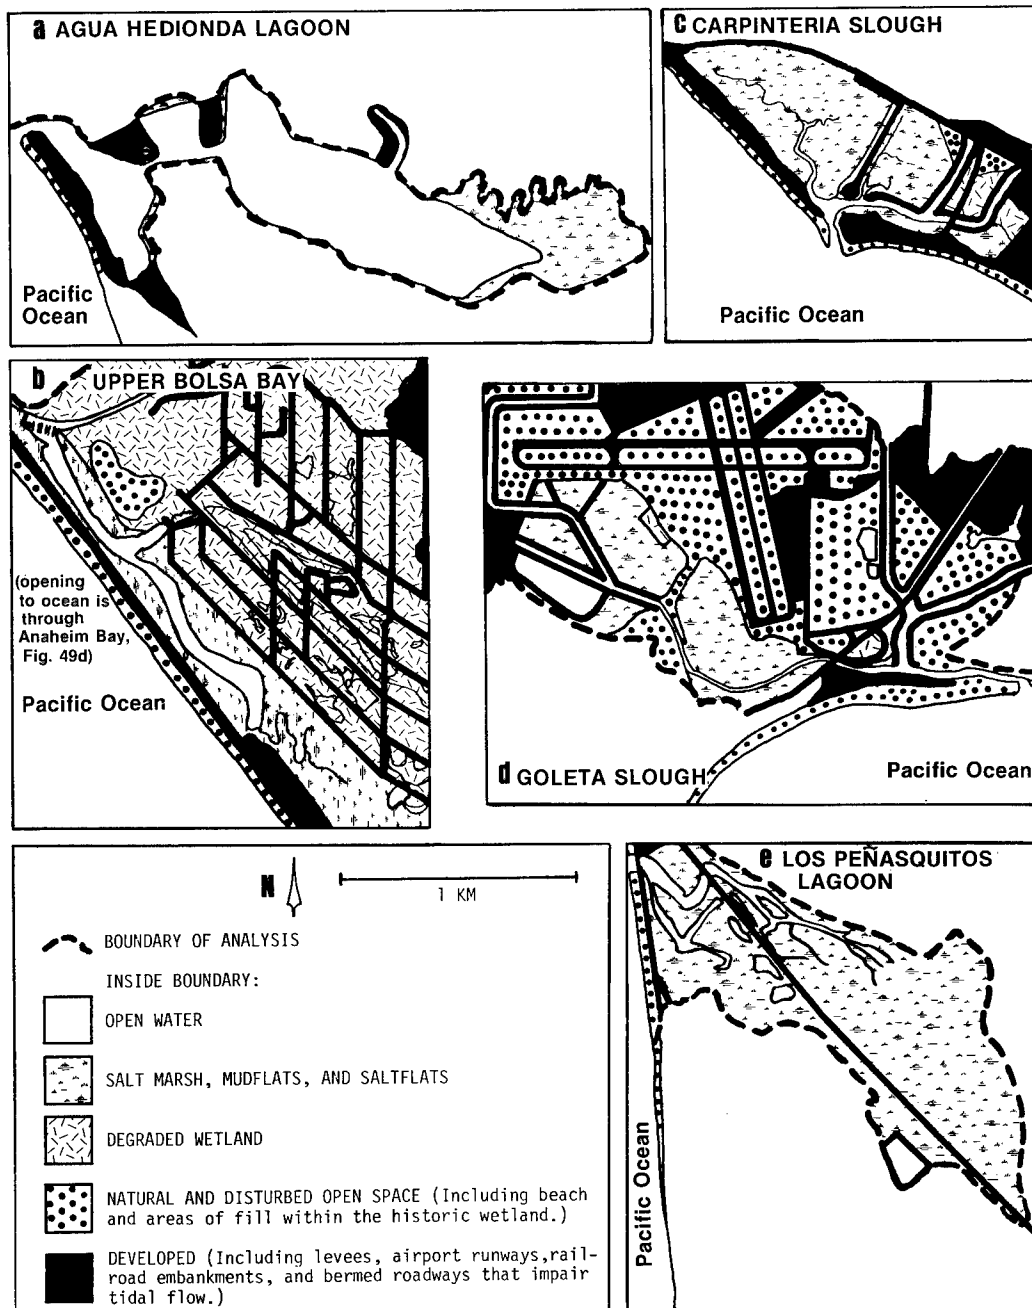 a AGUA HEDIONDA LAGOON
Pacific
Ocean
c CARPINTERIA SLOUGH
Pacific Ocean
b UPPER BOLSA BAY
(opening
to ocean is
through
Anaheim Bay,
Fig. 49d)
Pacific Ocean
d GOLETA SLOUGH
Pacific Ocean
N
1 KM
BOUNDARY OF ANALYSIS
INSIDE BOUNDARY:
OPEN WATER
SALT MARSH, MUDFLATS, AND SALTFLATS
DEGRADED WETLAND
NATURAL AND DISTURBED OPEN SPACE (Including beach
and areas of fill within the historic wetland.)
DEVELOPED (Including levees, airport runways,rail-
road embankments, and bermed roadways that impair
tidal flow.)
e LOS PEÑASQUITOS
LAGOON
Pacific Ocean